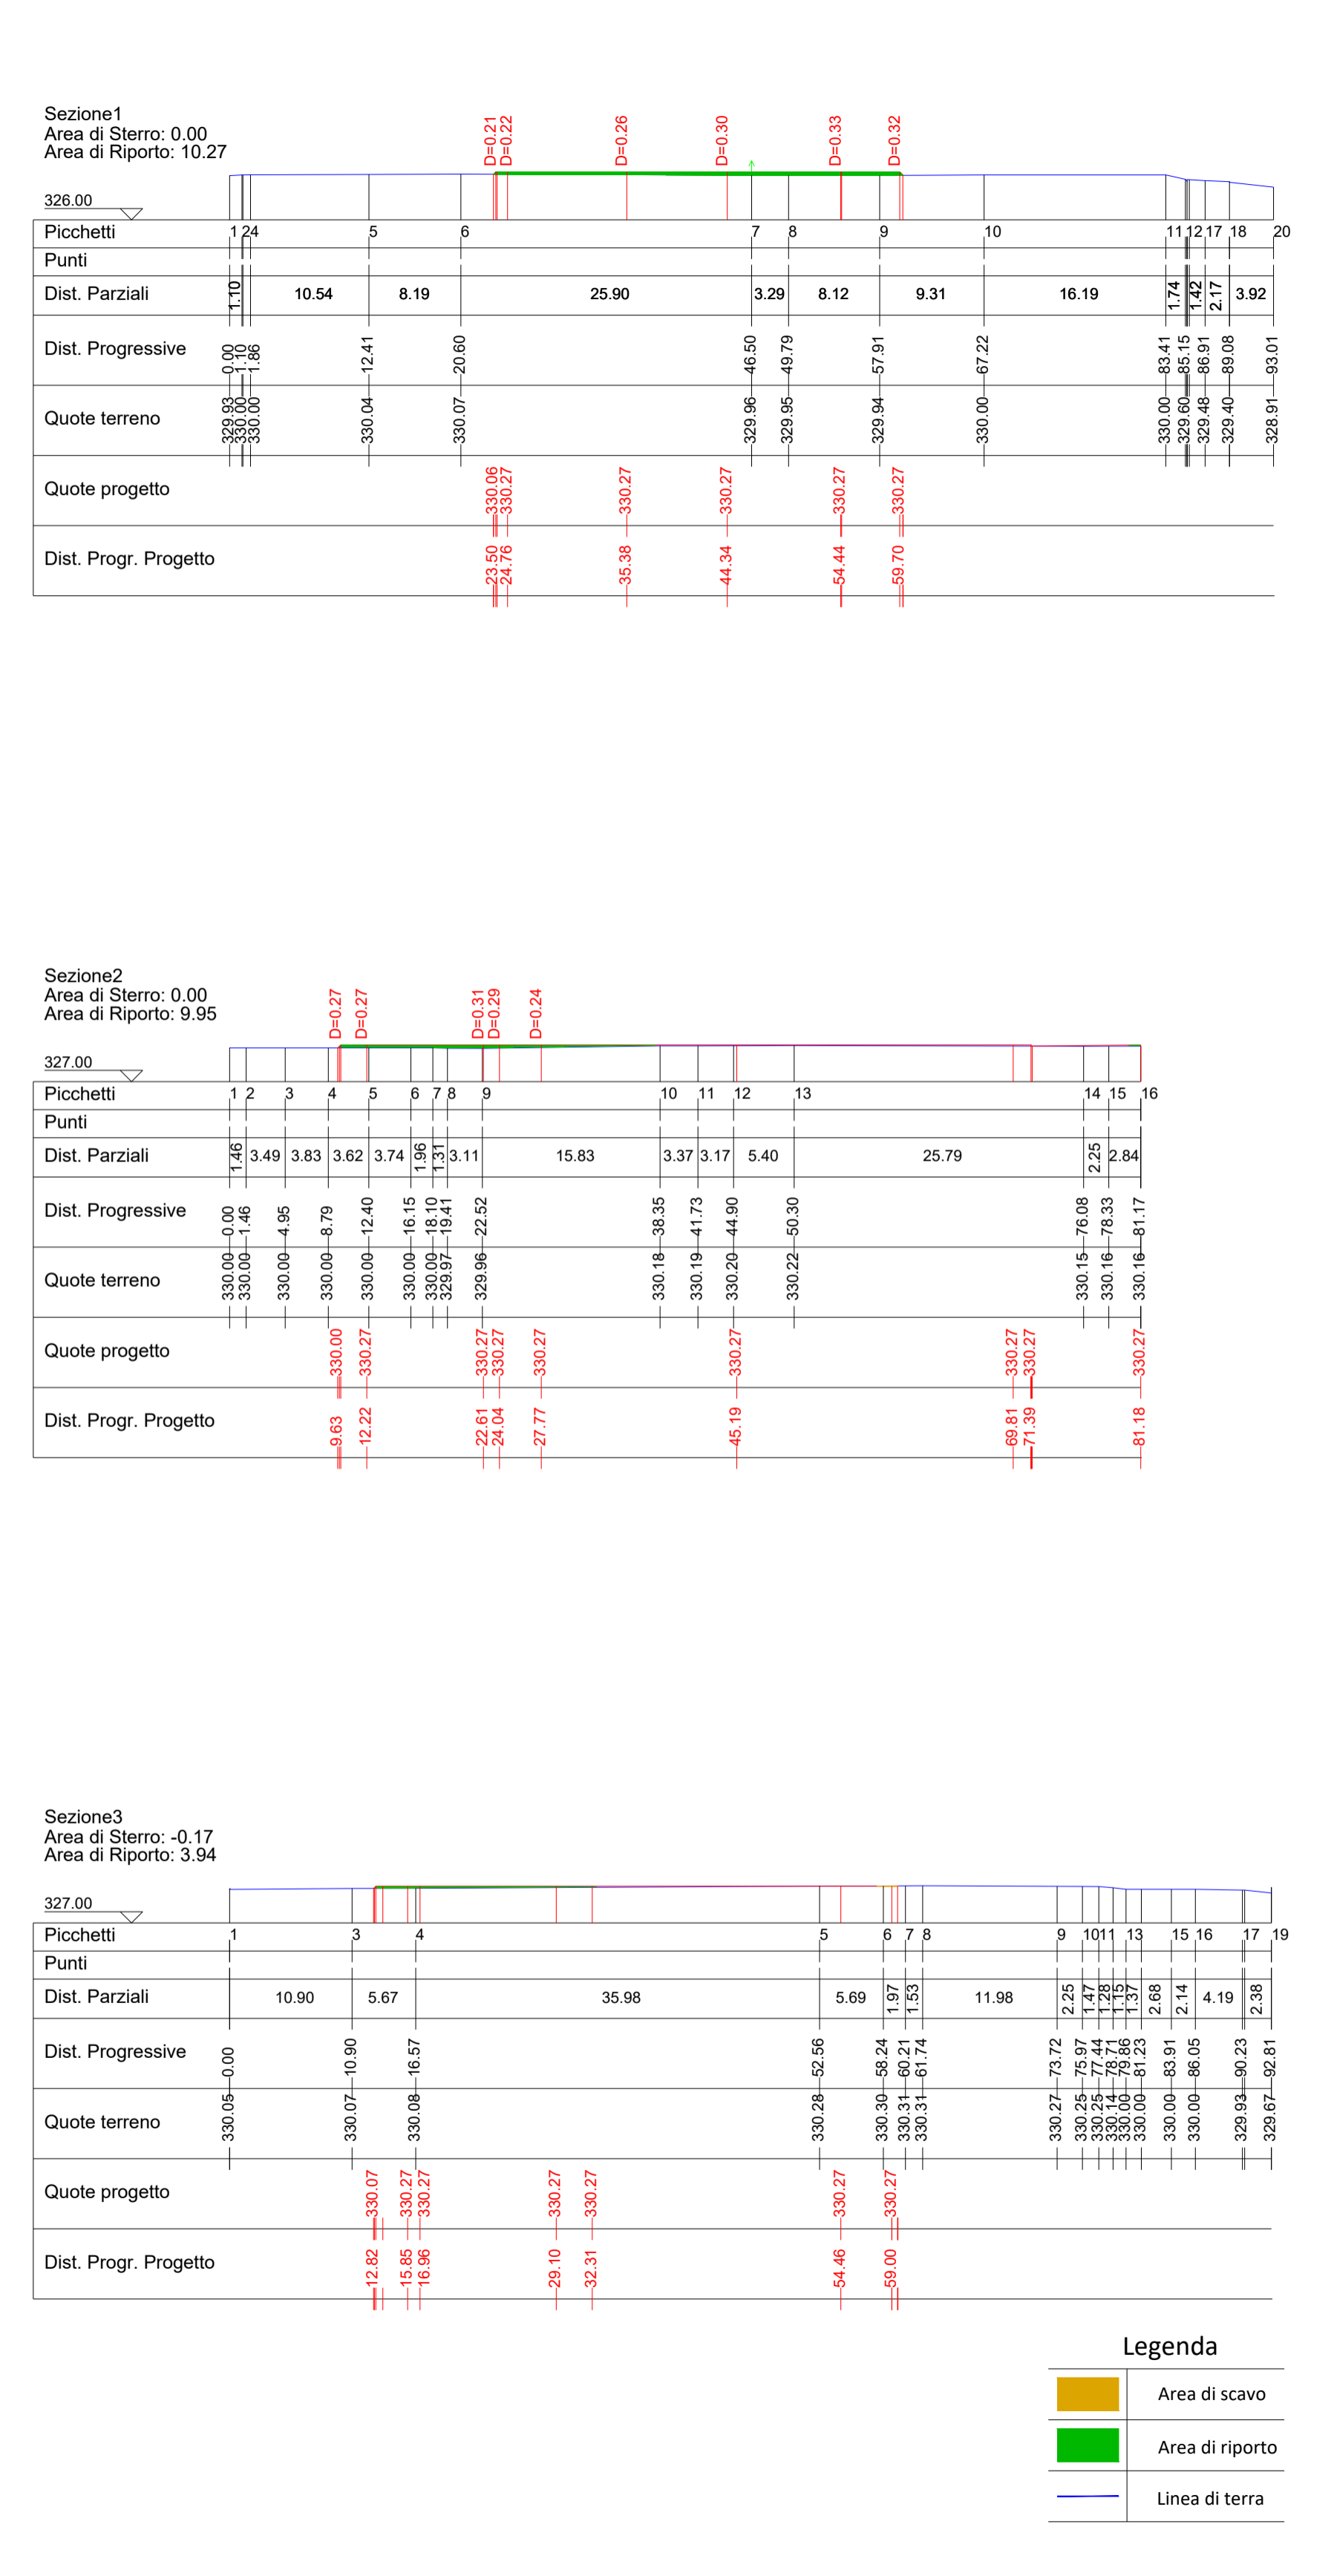 Sezione1
Area di Sterro: 0.00
Area di Riporto: 10.27
D=0.21 D=0.22 D=0.26 D=0.30 D=0.33 D=0.32
326.00
Picchetti 1 2 4 5 6 7 8 9 10 11 12 17 18 20
Punti
Dist. Parziali 1.10 10.54 8.19 25.90 3.29 8.12 9.31 16.19 1.74 1.42 2.17 3.92
Dist. Progressive 0.00 1.10 1.86 12.41 20.60 46.50 49.79 57.91 67.22 83.41 85.15 86.91 89.08 93.01
Quote terreno 329.93 330.00 330.00 330.04 330.07 329.96 329.95 329.94 330.00 330.00 329.60 329.48 329.40 328.91
Quote progetto 330.06 330.27 330.27 330.27 330.27 330.27
Dist. Progr. Progetto 23.50 24.76 35.38 44.34 54.44 59.70
Sezione2
Area di Sterro: 0.00
Area di Riporto: 9.95
D=0.27 D=0.27 D=0.31 D=0.29 D=0.24
327.00
Picchetti 1 2 3 4 5 6 7 8 9 10 11 12 13 14 15 16
Punti
Dist. Parziali 1.46 3.49 3.83 3.62 3.74 1.96 1.31 3.11 15.83 3.37 3.17 5.40 25.79 2.25 2.84
Dist. Progressive 0.00 1.46 4.95 8.79 12.40 16.15 18.10 19.41 22.52 38.35 41.73 44.90 50.30 76.08 78.33 81.17
Quote terreno 330.00 330.00 330.00 330.00 330.00 330.00 330.00 329.97 329.96 330.18 330.19 330.20 330.22 330.15 330.16 330.16
Quote progetto 330.00 330.27 330.27 330.27 330.27 330.27 330.27 330.27 330.27
Dist. Progr. Progetto 9.63 12.22 22.61 24.04 27.77 45.19 69.81 71.39 81.18
Sezione3
Area di Sterro: -0.17
Area di Riporto: 3.94
327.00
Picchetti 1 3 4 5 6 7 8 9 10 11 13 15 16 17 19
Punti
Dist. Parziali 10.90 5.67 35.98 5.69 1.97 1.53 11.98 2.25 1.47 1.28 1.15 1.37 2.68 2.14 4.19 2.38
Dist. Progressive 0.00 10.90 16.57 52.56 58.24 60.21 61.74 73.72 75.97 77.44 78.71 79.86 81.23 83.91 86.05 90.23 92.81
Quote terreno 330.05 330.07 330.08 330.28 330.30 330.31 330.31 330.27 330.25 330.25 330.14 330.00 330.00 330.00 330.00 329.93 329.67
Quote progetto 330.07 330.27 330.27 330.27 330.27 330.27 330.27
Dist. Progr. Progetto 12.82 15.85 16.96 29.10 32.31 54.46 59.00
Legenda
Area di scavo
Area di riporto
Linea di terra